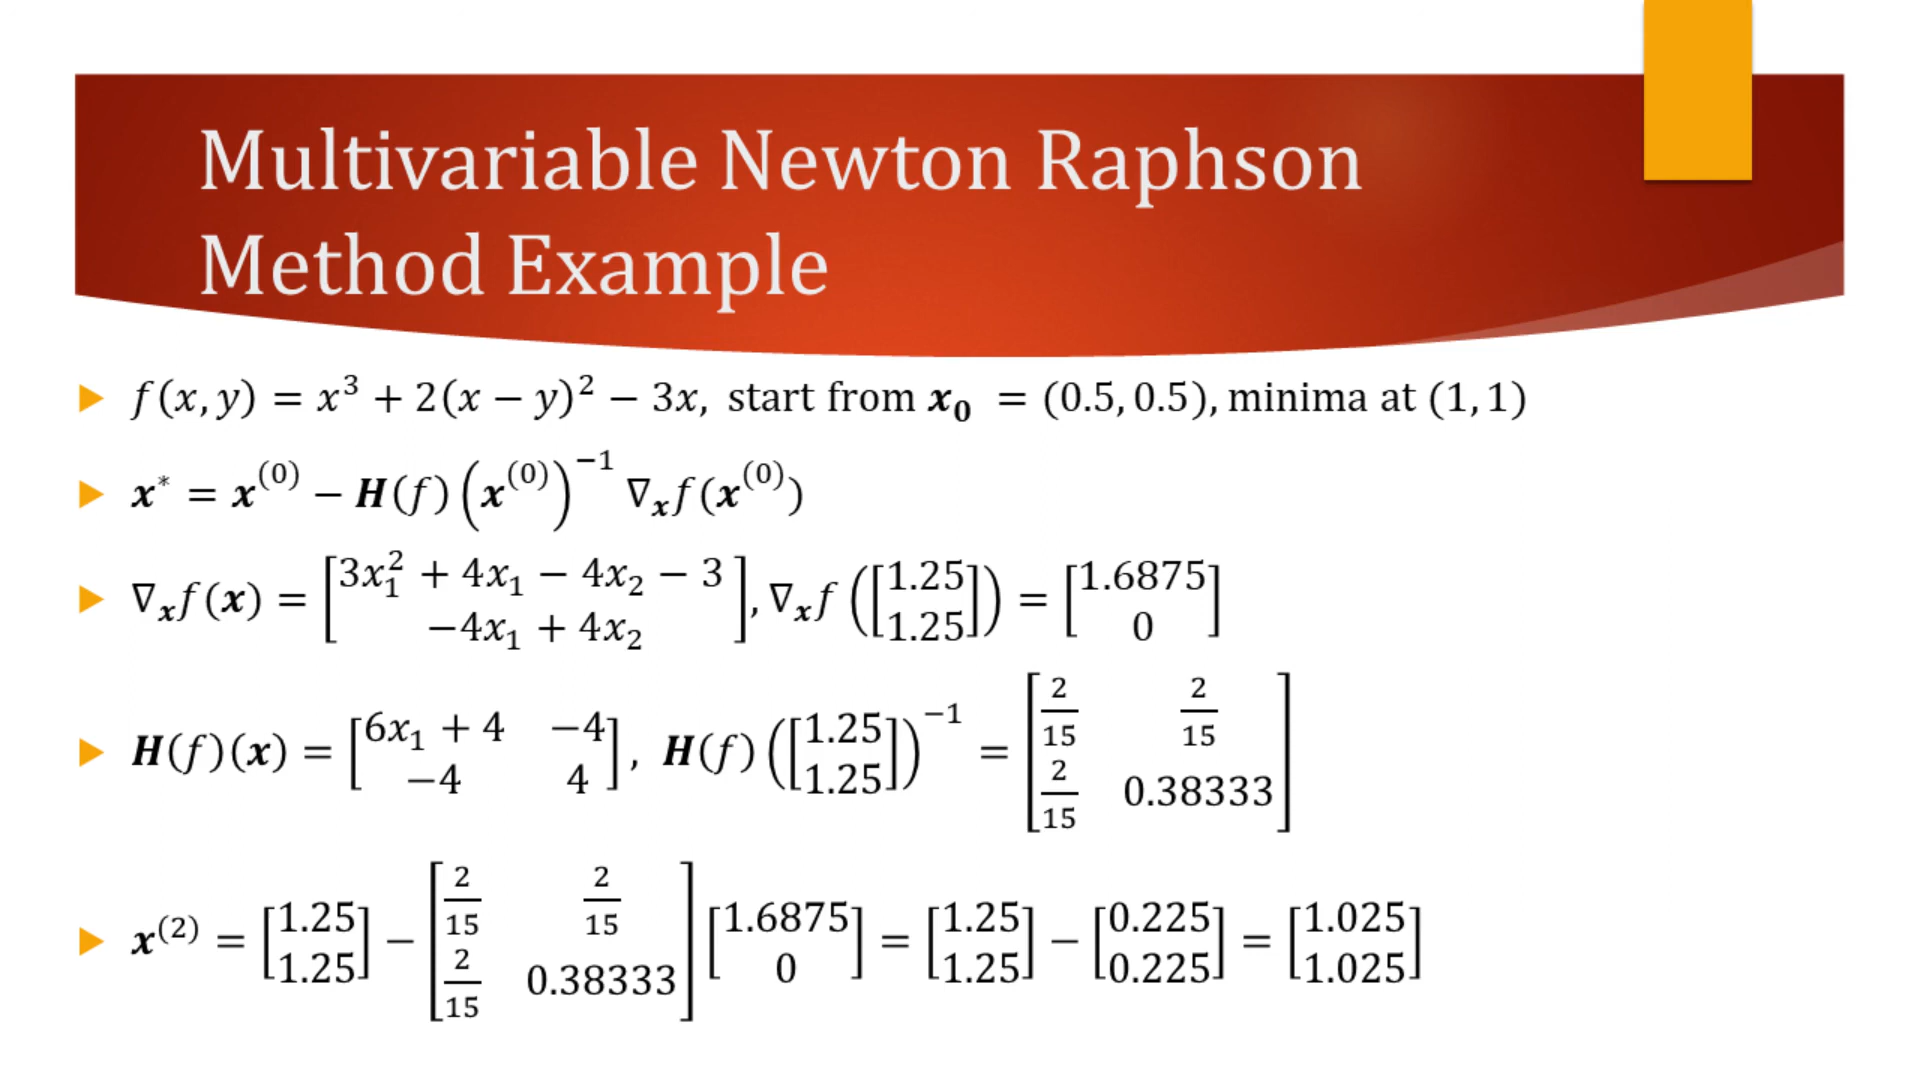 Multivariable Newton Raphson
Method Example
f(x, y) = x³ + 2(x − y)² − 3x, start from x₀ = (0.5, 0.5), minima at (1, 1)
x* = x⁽⁰⁾ − H(f)(x⁽⁰⁾)⁻¹ ∇ₓf(x⁽⁰⁾)
∇ₓf(x) = [3x₁² + 4x₁ − 4x₂ − 3; −4x₁ + 4x₂], ∇ₓf([1.25; 1.25]) = [1.6875; 0]
H(f)(x) = [6x₁ + 4 −4; −4 4], H(f)([1.25; 1.25])⁻¹ = [2/15 2/15; 2/15 0.38333]
x⁽²⁾ = [1.25; 1.25] − [2/15 2/15; 2/15 0.38333] [1.6875; 0] = [1.25; 1.25] − [0.225; 0.225] = [1.025; 1.025]